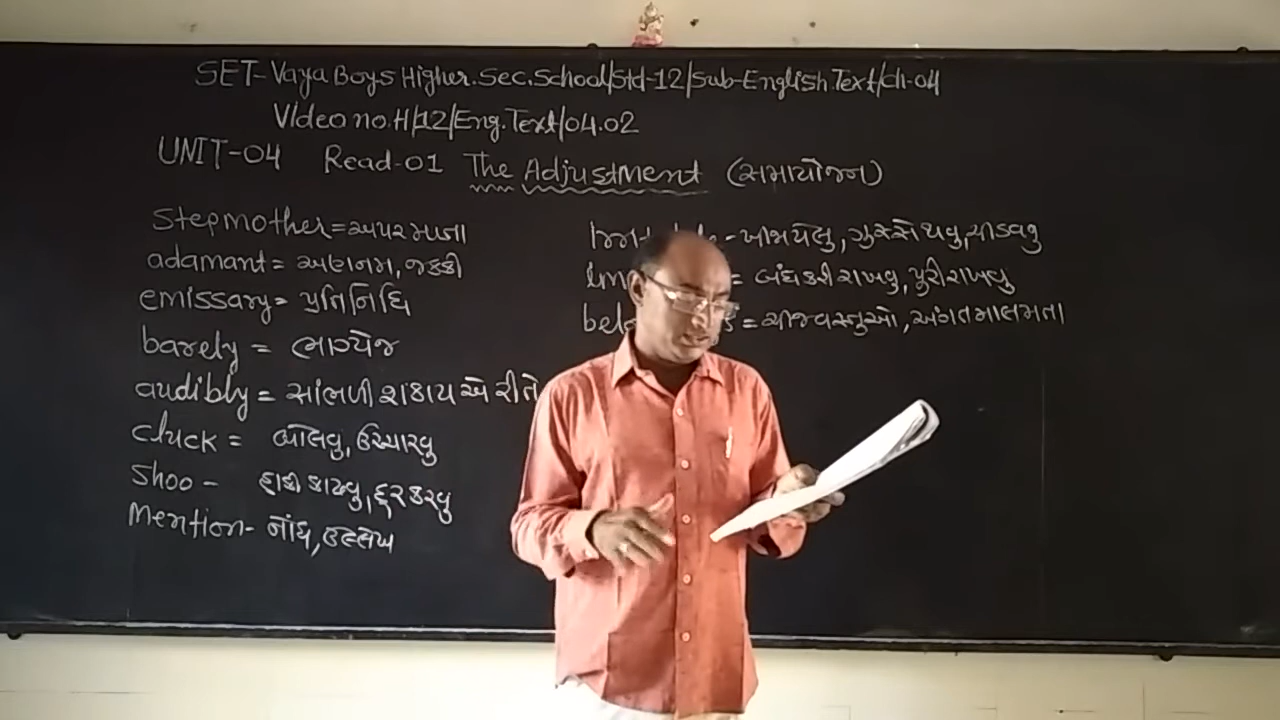 SET-Vaya Boys Higher.Sec.School/Std-12/Sub-English.Text/Ch-04
Video no.H/12/Eng.Text/04.02
UNIT-04 Read-01 The Adjustment (સમાયોજન)
Stepmother = અપર માતા
adamant = અણનમ, જક્કી
emissary = પ્રતિનિધિ
barely = ભાગ્યેજ
audibly = સાંભળી શકાય એ રીતે
cluck = બોલવુ, ઉચ્ચારવુ
Shoo - હાકી કાઢવુ, દૂર કરવુ
Mention - નોંધ, ઉલ્લેખ
ખીજાયેલુ, ગુસ્સે થવુ, ચીડવવુ
= બંધ કરી રાખવુ, પુરી રાખવુ
= ચીજવસ્તુઓ, અંગત માલમતા